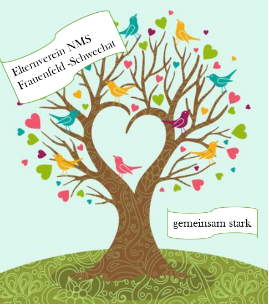 Elternverein NMS
Frauenfeld -Schwechat
gemeinsam stark